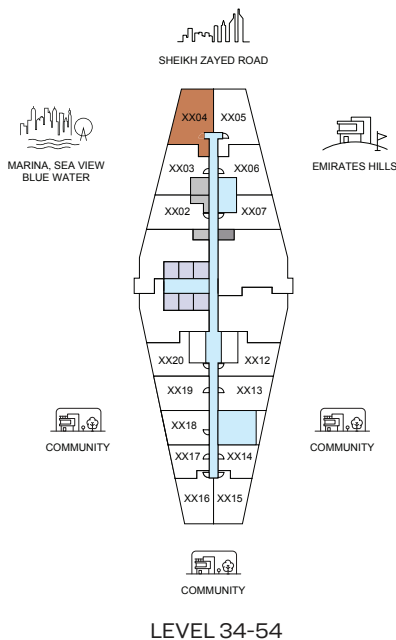 SHEIKH ZAYED ROAD
MARINA, SEA VIEW
BLUE WATER
EMIRATES HILLS
XX04 XX05
XX03 XX06
XX02 XX07
XX20 XX12
XX19 XX13
XX18
XX17 XX14
XX16 XX15
COMMUNITY
COMMUNITY
COMMUNITY
LEVEL 34-54